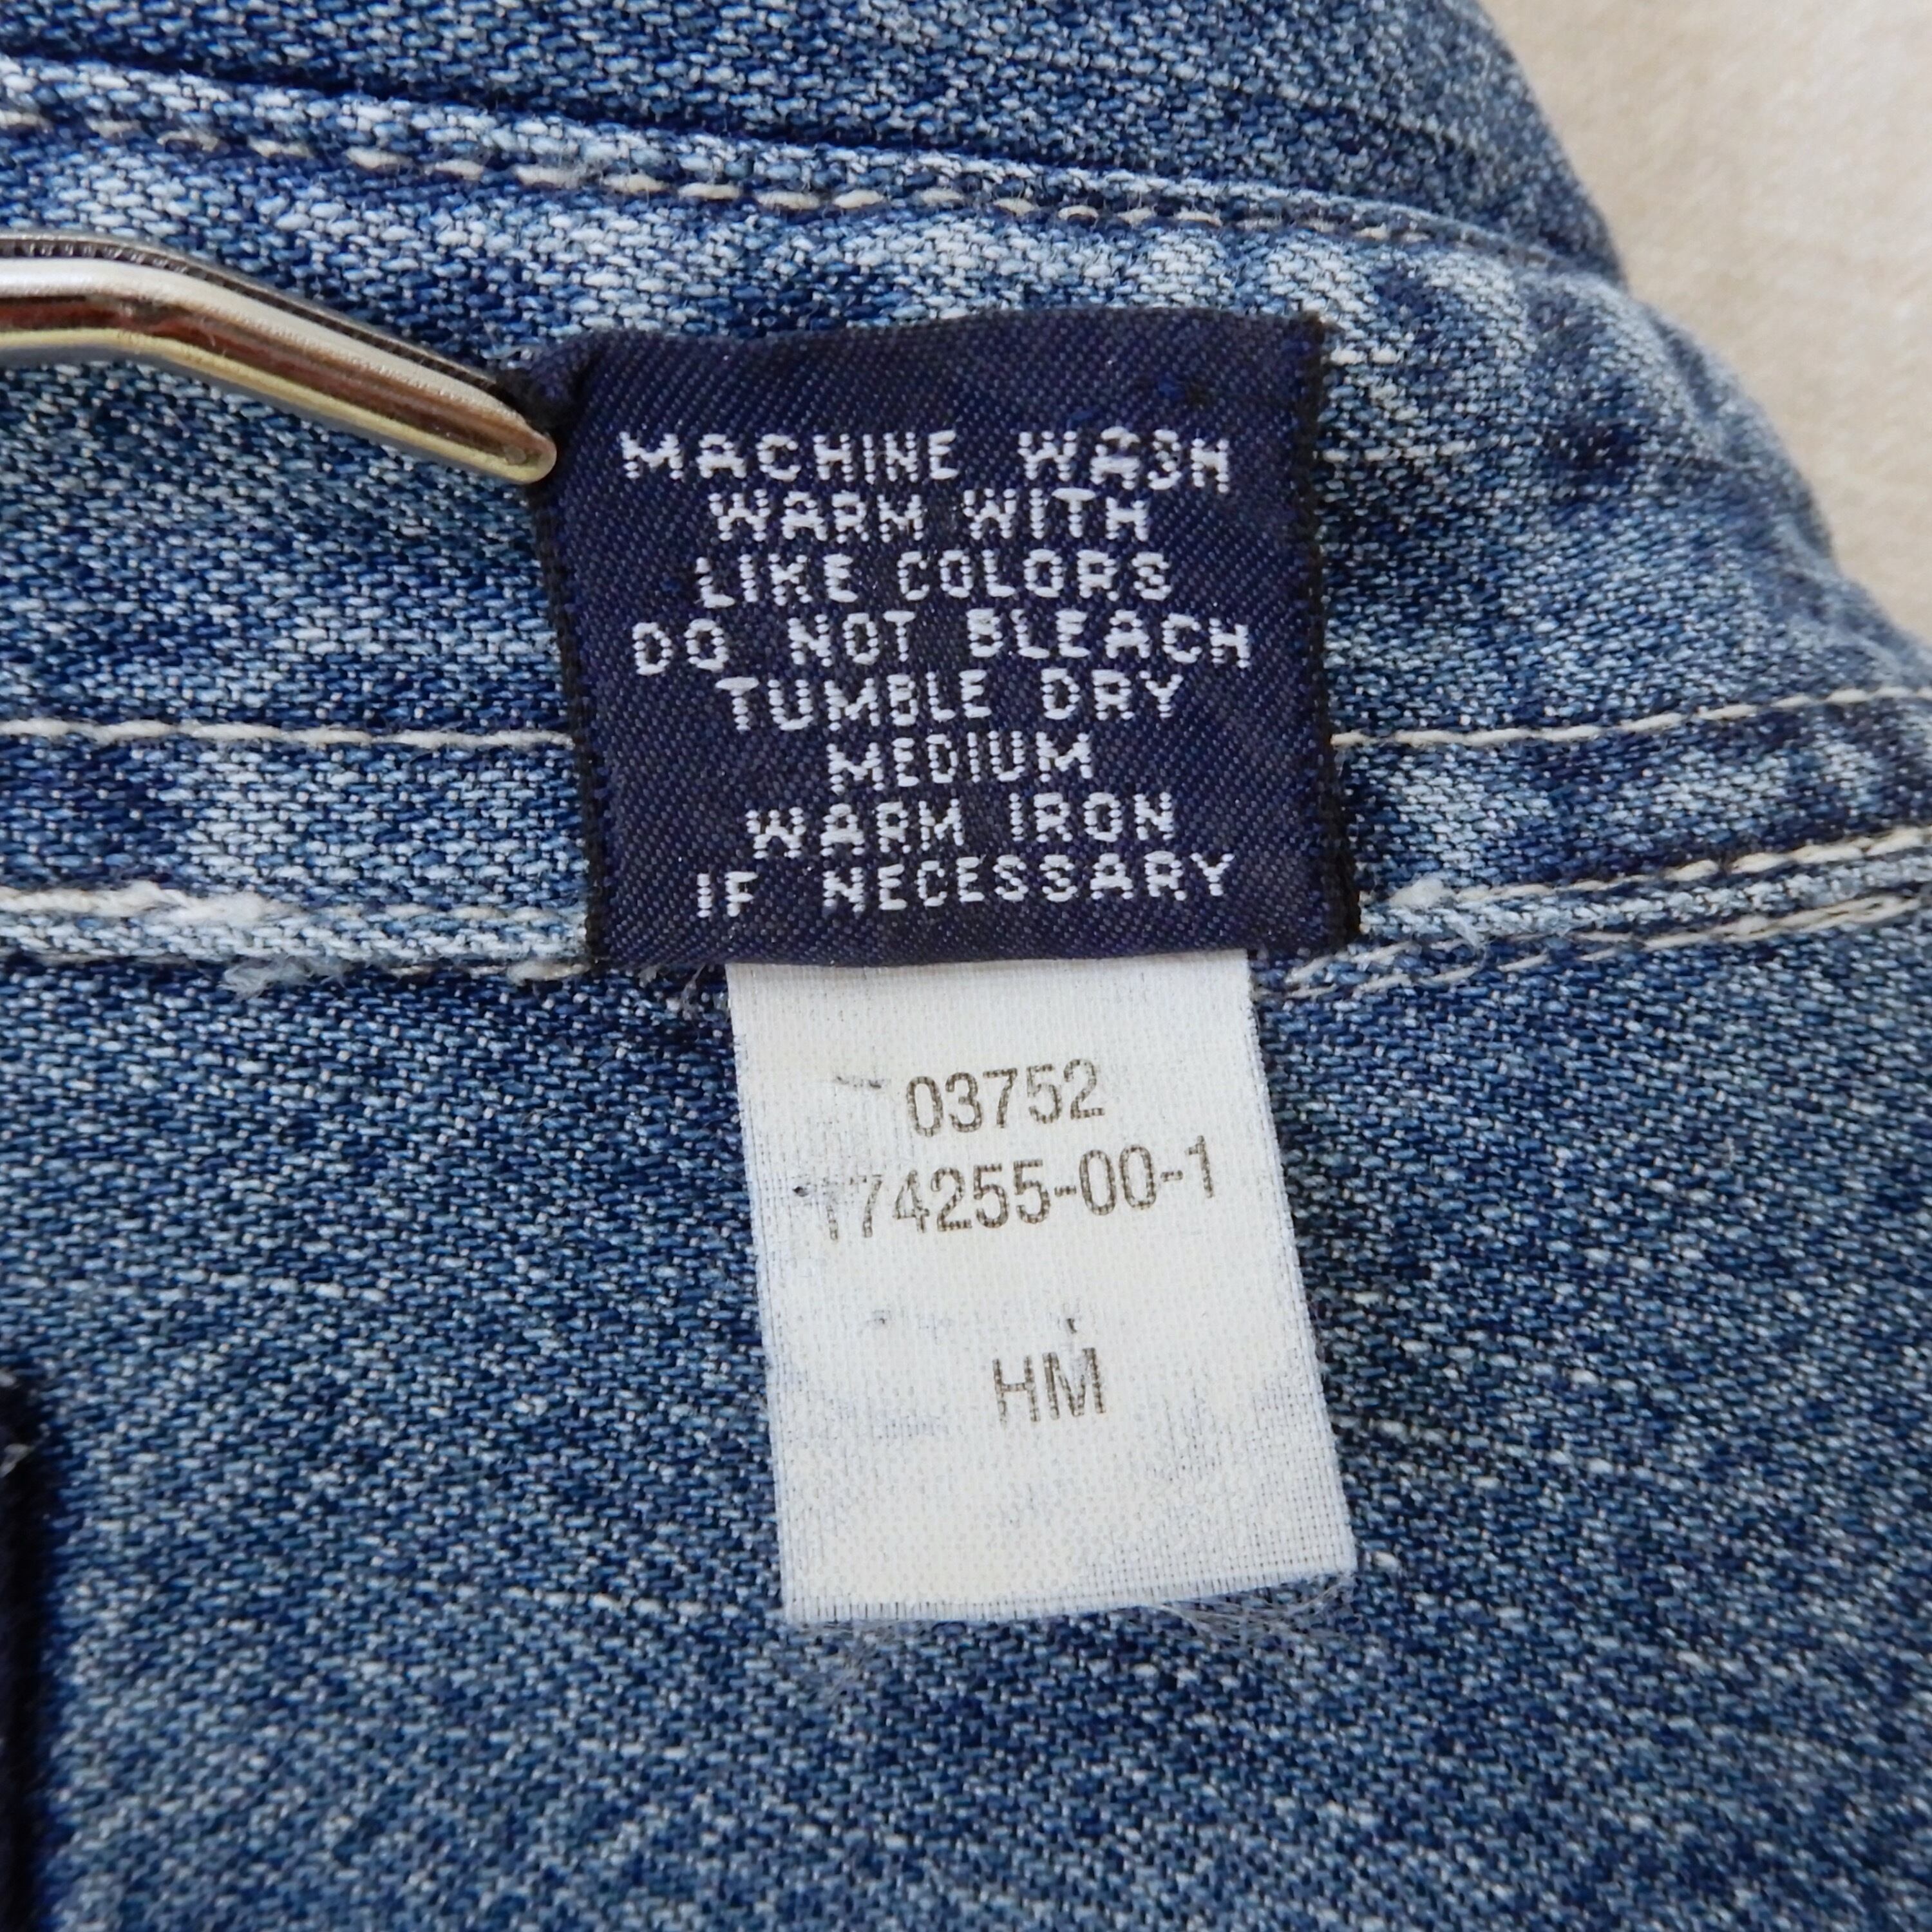 MACHINE WASH
WARM WITH
LIKE COLORS
DO NOT BLEACH
TUMBLE DRY
MEDIUM
WARM IRON
IF NECESSARY
03752
174255-00-1
HM